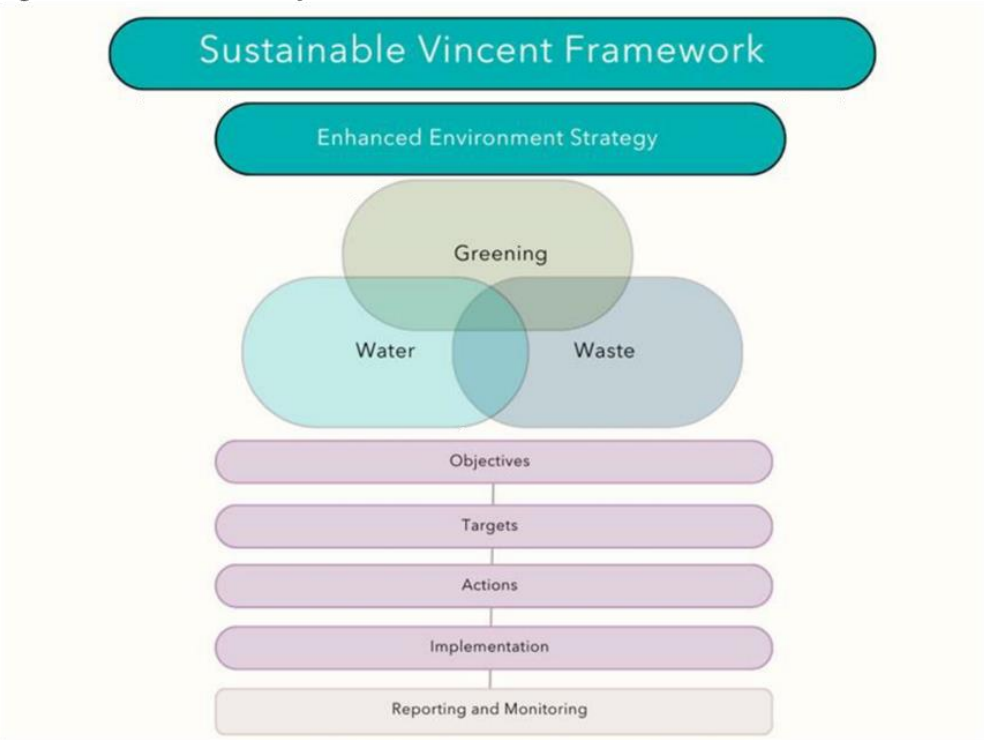 Sustainable Vincent Framework
Enhanced Environment Strategy
Greening
Water
Waste
Objectives
Targets
Actions
Implementation
Reporting and Monitoring